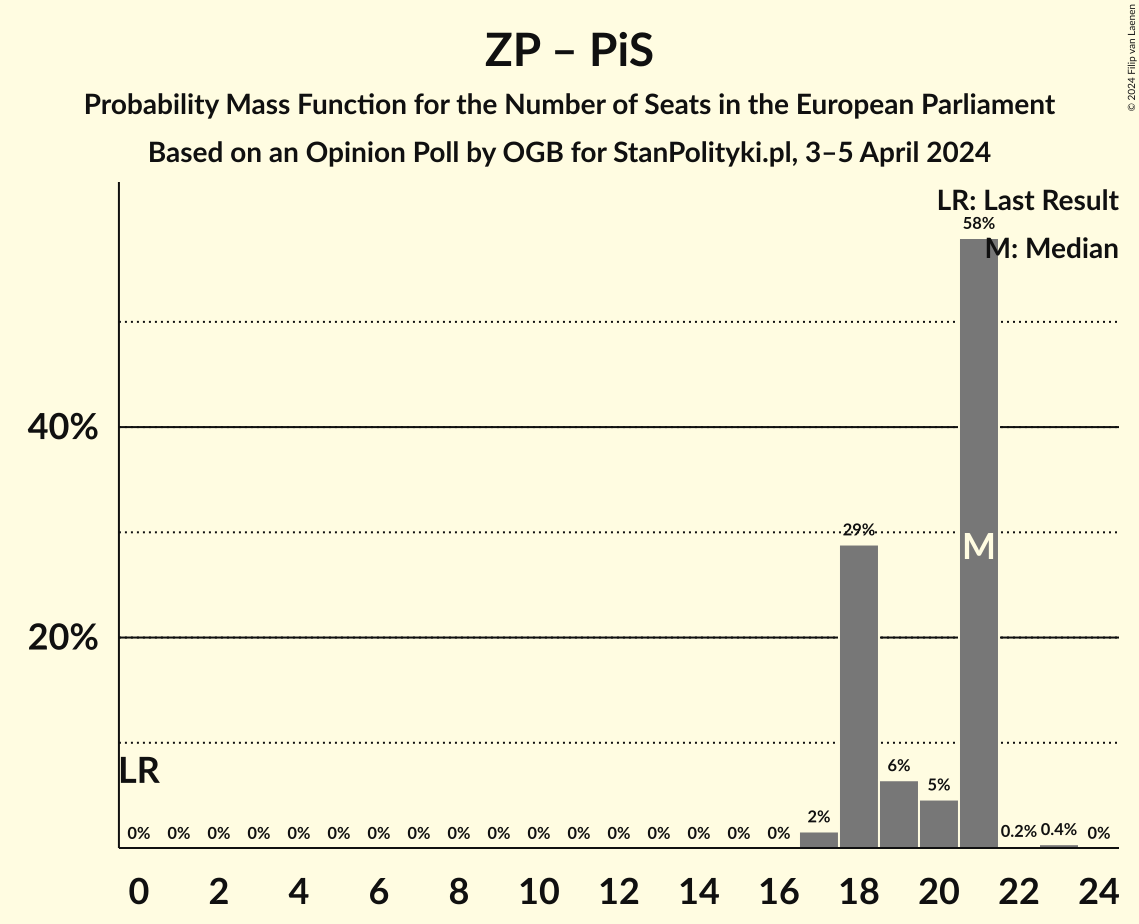 ZP – PiS
Probability Mass Function for the Number of Seats in the European Parliament
Based on an Opinion Poll by OGB for StanPolityki.pl, 3–5 April 2024
© 2024 Filip van Laenen
LR: Last Result
M: Median
58%
40%
29%
M
20%
LR
0% 0% 0% 0% 0% 0% 0% 0% 0% 0% 0% 0% 0% 0% 0% 0% 0% 2% 6% 5% 0.2% 0.4% 0%
0 2 4 6 8 10 12 14 16 18 20 22 24